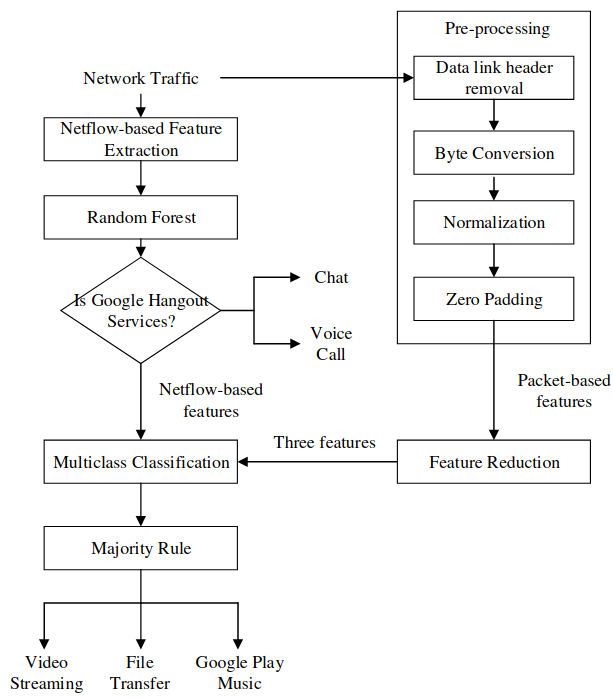 Pre-processing
Network Traffic
Data link header
removal
Netflow-based Feature
Extraction
Byte Conversion
Random Forest
Normalization
Is Google Hangout
Services?
Chat
Voice
Call
Zero Padding
Netflow-based
features
Packet-based
features
Three features
Multiclass Classification
Feature Reduction
Majority Rule
Video
Streaming
File
Transfer
Google Play
Music